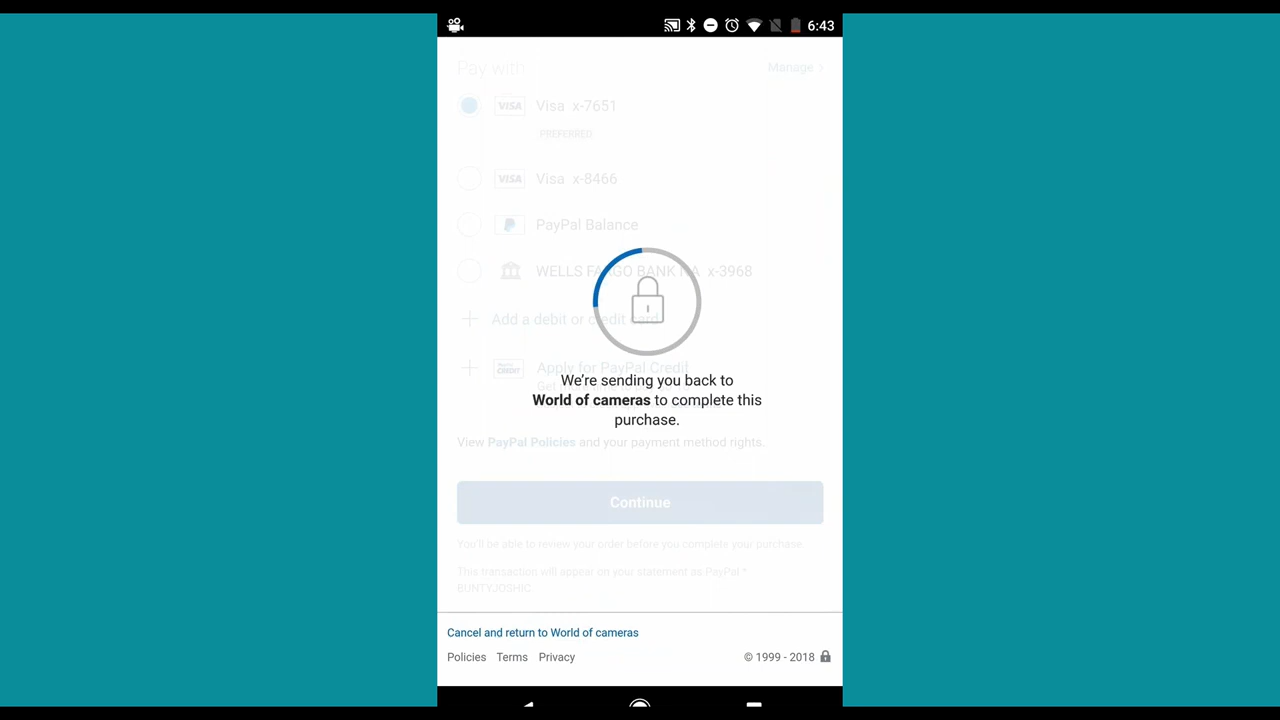 6:43
Pay with
Manage >
VISA Visa x-7651
PREFERRED
VISA Visa x-8466
PayPal Balance
WELLS FARGO BANK NA x-3968
Add a debit or credit card
CREDIT Apply for PayPal Credit
Get
We’re sending you back to
World of cameras to complete this
purchase.
View PayPal Policies and your payment method rights.
Continue
You'll be able to review your order before you complete your purchase.
This transaction will appear on your statement as PayPal *
BUNTYJOSHIC
Cancel and return to World of cameras
Policies Terms Privacy
© 1999 - 2018